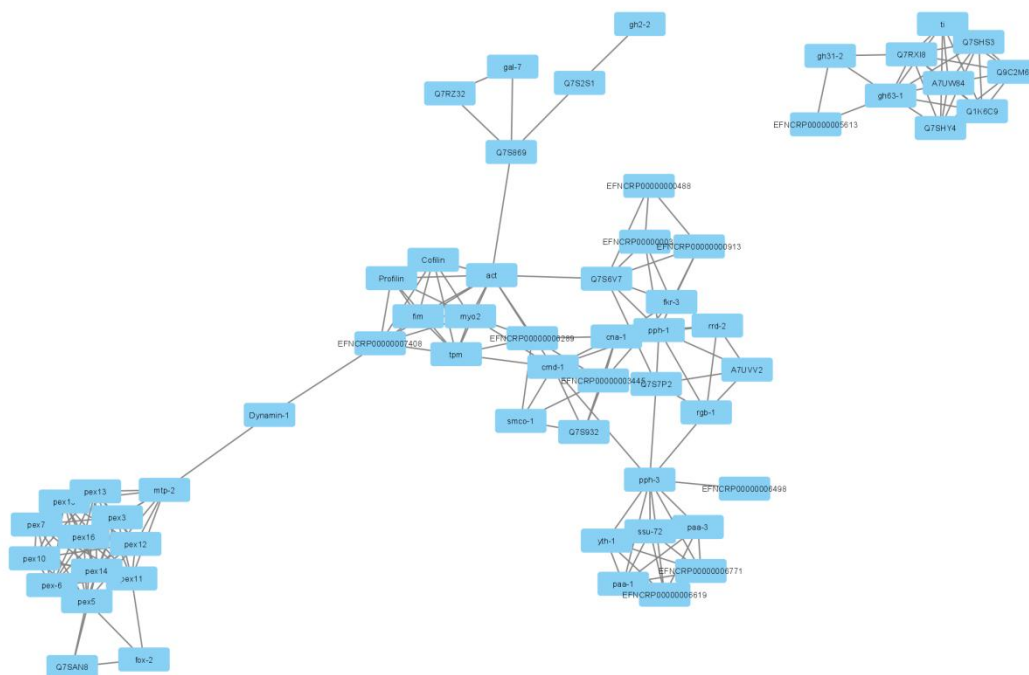 gh2-2
ti
Q7SHS3
gh31-2
Q7RXI8
gal-7
Q9C2M6
Q7RZ32
Q7S2S1
A7UW84
gh63-1
Q1K6C9
EFNCRP00000005613
Q7SHY4
Q7S869
EFNCRP00000000488
EFNCRP00000003
EFNCRP00000000913
Cofilin
Profilin
act
Q7S6V7
fkr-3
fim
myo2
EFNCRP00000007408
EFNCRP00000006289
cna-1
pph-1
rrd-2
tpm
cmd-1
A7UVV2
EFNCRP00000003445
Q7S7P2
Dynamin-1
smco-1
Q7S932
rgb-1
pph-3
EFNCRP00000006498
pex13
mtp-2
pex7
pex3
ssu-72
paa-3
pex16
yth-1
pex12
pex10
pex14
EFNCRP00000006771
pex-6
pex11
paa-1
EFNCRP00000006619
pex5
Q7SAN8
fox-2